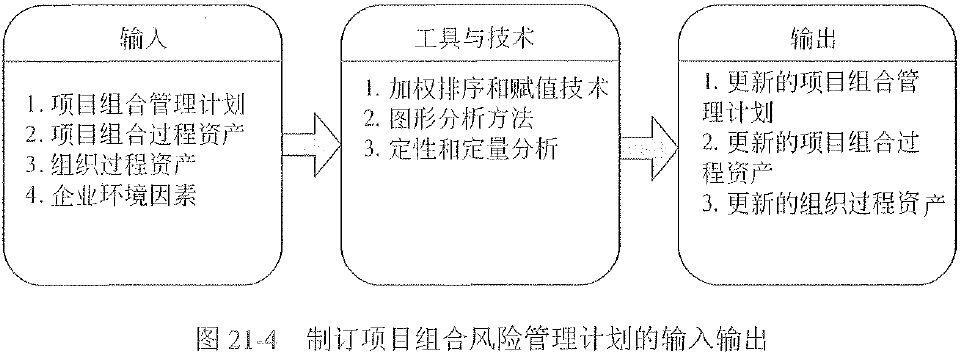 输入
1. 项目组合管理计划
2. 项目组合过程资产
3. 组织过程资产
4. 企业环境因素
工具与技术
1. 加权排序和赋值技术
2. 图形分析方法
3. 定性和定量分析
输出
1. 更新的项目组合管
理计划
2. 更新的项目组合过
程资产
3. 更新的组织过程资产
图 21-4 制订项目组合风险管理计划的输入输出